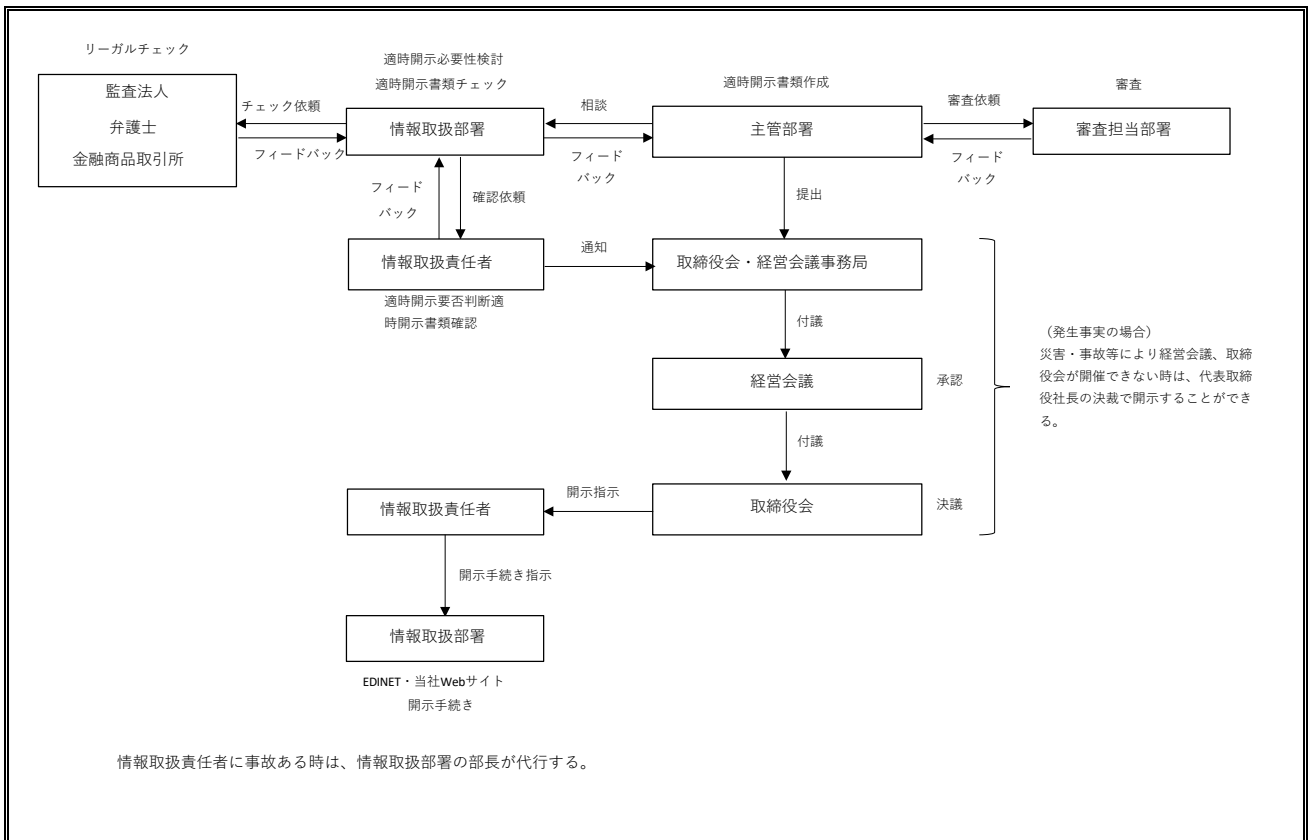 リーガルチェック
適時開示必要性検討
適時開示書類チェック
適時開示書類作成
審査
監査法人
弁護士
金融商品取引所
チェック依頼
フィードバック
情報取扱部署
相談
フィード
バック
主管部署
審査依頼
フィード
バック
審査担当部署
フィード
バック
確認依頼
提出
情報取扱責任者
通知
取締役会・経営会議事務局
適時開示要否判断適
時開示書類確認
付議
経営会議
承認
付議
取締役会
決議
（発生事実の場合）
災害・事故等により経営会議、取締
役会が開催できない時は、代表取締
役社長の決裁で開示することができ
る。
開示指示
情報取扱責任者
開示手続き指示
情報取扱部署
EDINET・当社Webサイト
開示手続き
情報取扱責任者に事故ある時は、情報取扱部署の部長が代行する。